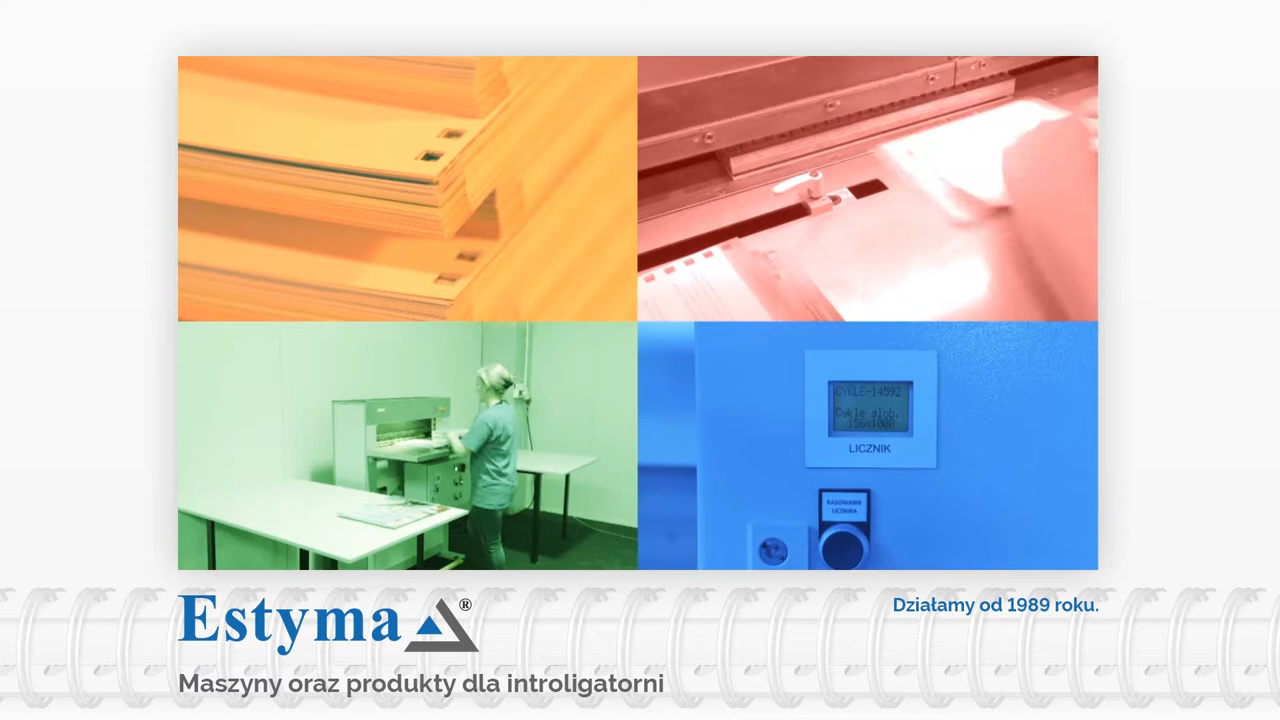 CYKLE-14592
Cykle glob.
156x1000
LICZNIK
KASOWANIE
LICZNIKA
Estyma ®
Działamy od 1989 roku.
Maszyny oraz produkty dla introligatorni